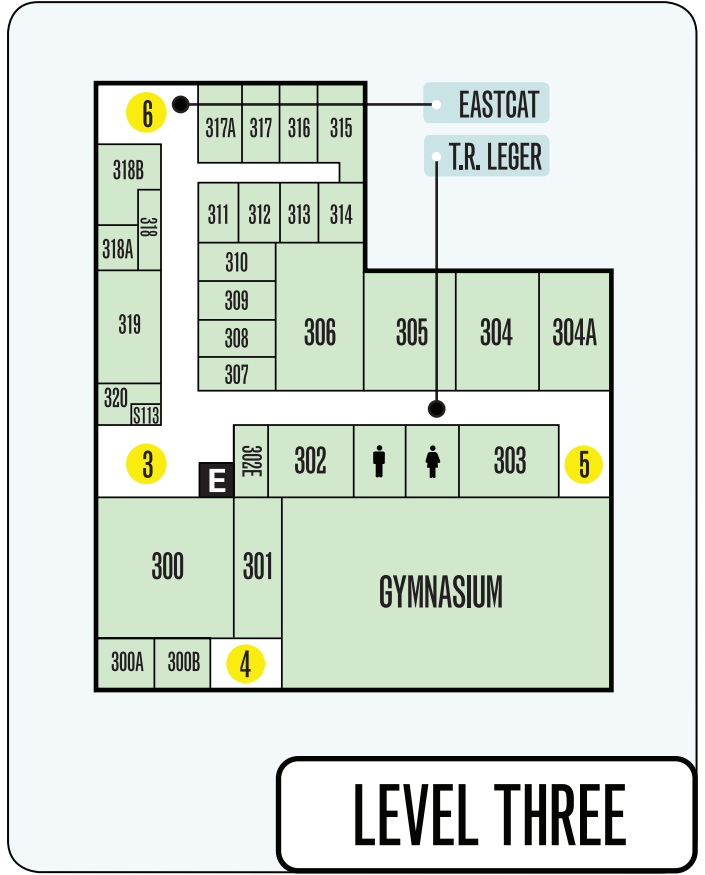 EASTCAT
6
317A
317
316
315
T.R. LEGER
318B
318
311
312
313
314
318A
310
309
319
308
306
305
304
304A
307
320
S113
3
302E
302
303
5
E
300
301
GYMNASIUM
300A
300B
4
LEVEL THREE